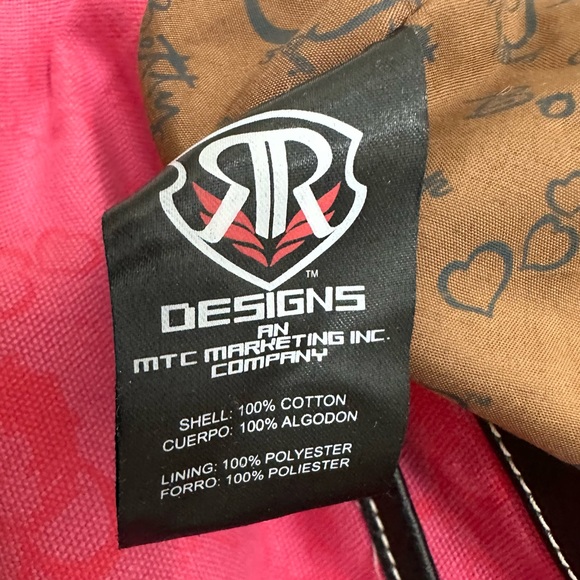 RR
TM
DESIGNS
AN
MTC MARKETING INC.
COMPANY
SHELL: 100% COTTON
CUERPO: 100% ALGODON
LINING: 100% POLYESTER
FORRO: 100% POLIESTER